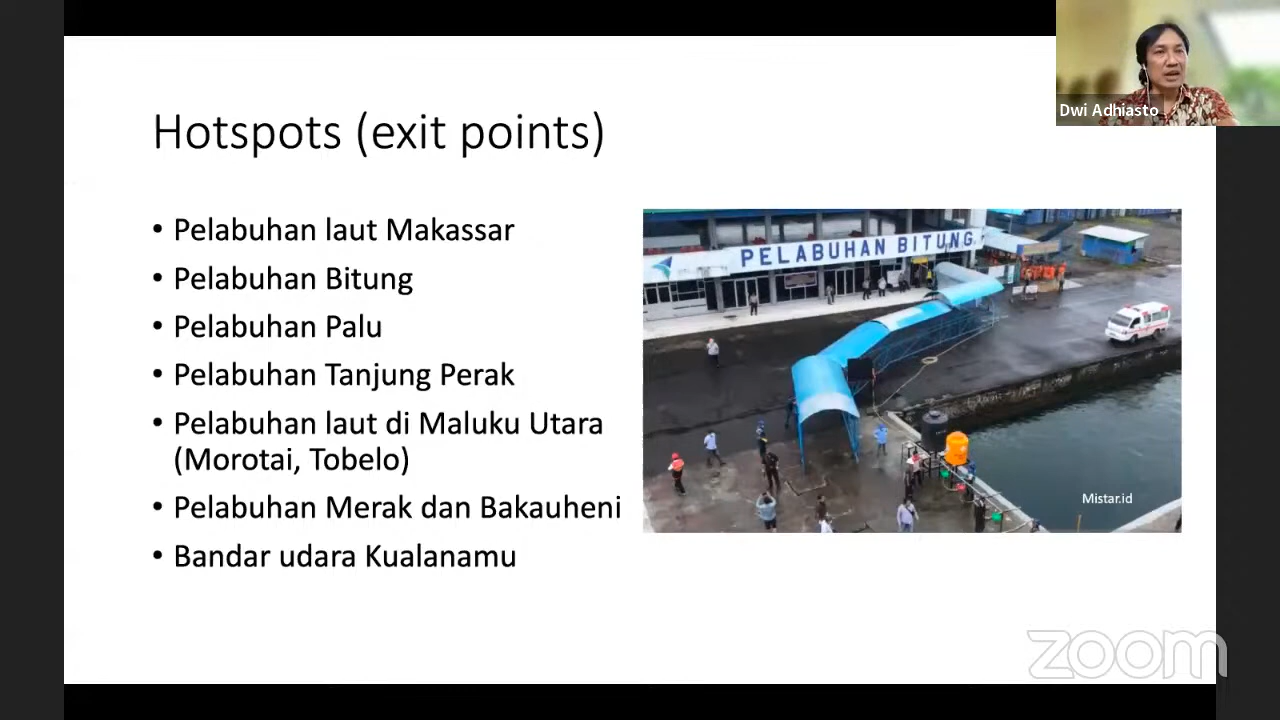 Dwi Adhiasto
Hotspots (exit points)
• Pelabuhan laut Makassar
• Pelabuhan Bitung
• Pelabuhan Palu
• Pelabuhan Tanjung Perak
• Pelabuhan laut di Maluku Utara
(Morotai, Tobelo)
• Pelabuhan Merak dan Bakauheni
• Bandar udara Kualanamu
PELABUHAN BITUNG
Mistar.id
zoom